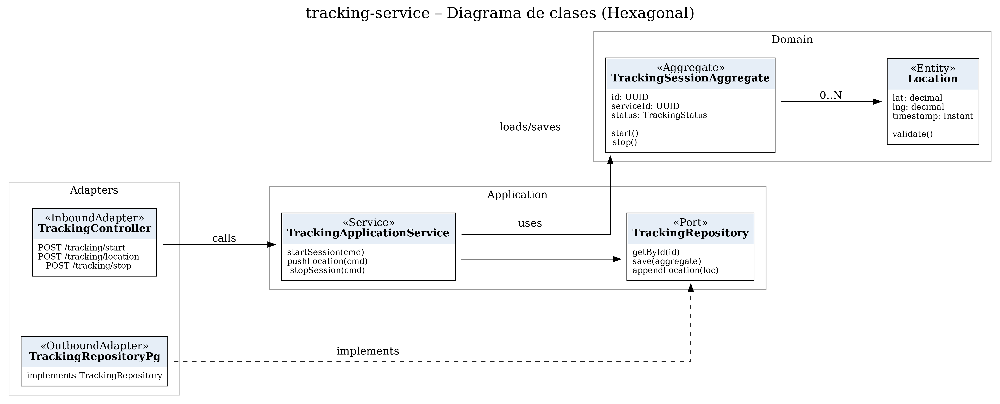 tracking-service – Diagrama de clases (Hexagonal)
Domain
«Aggregate»
TrackingSessionAggregate
id: UUID
serviceId: UUID
status: TrackingStatus
start()
stop()
0..N
«Entity»
Location
lat: decimal
lng: decimal
timestamp: Instant
validate()
loads/saves
Adapters
«InboundAdapter»
TrackingController
POST /tracking/start
POST /tracking/location
POST /tracking/stop
calls
Application
«Service»
TrackingApplicationService
startSession(cmd)
pushLocation(cmd)
stopSession(cmd)
uses
«Port»
TrackingRepository
getById(id)
save(aggregate)
appendLocation(loc)
«OutboundAdapter»
TrackingRepositoryPg
implements TrackingRepository
implements